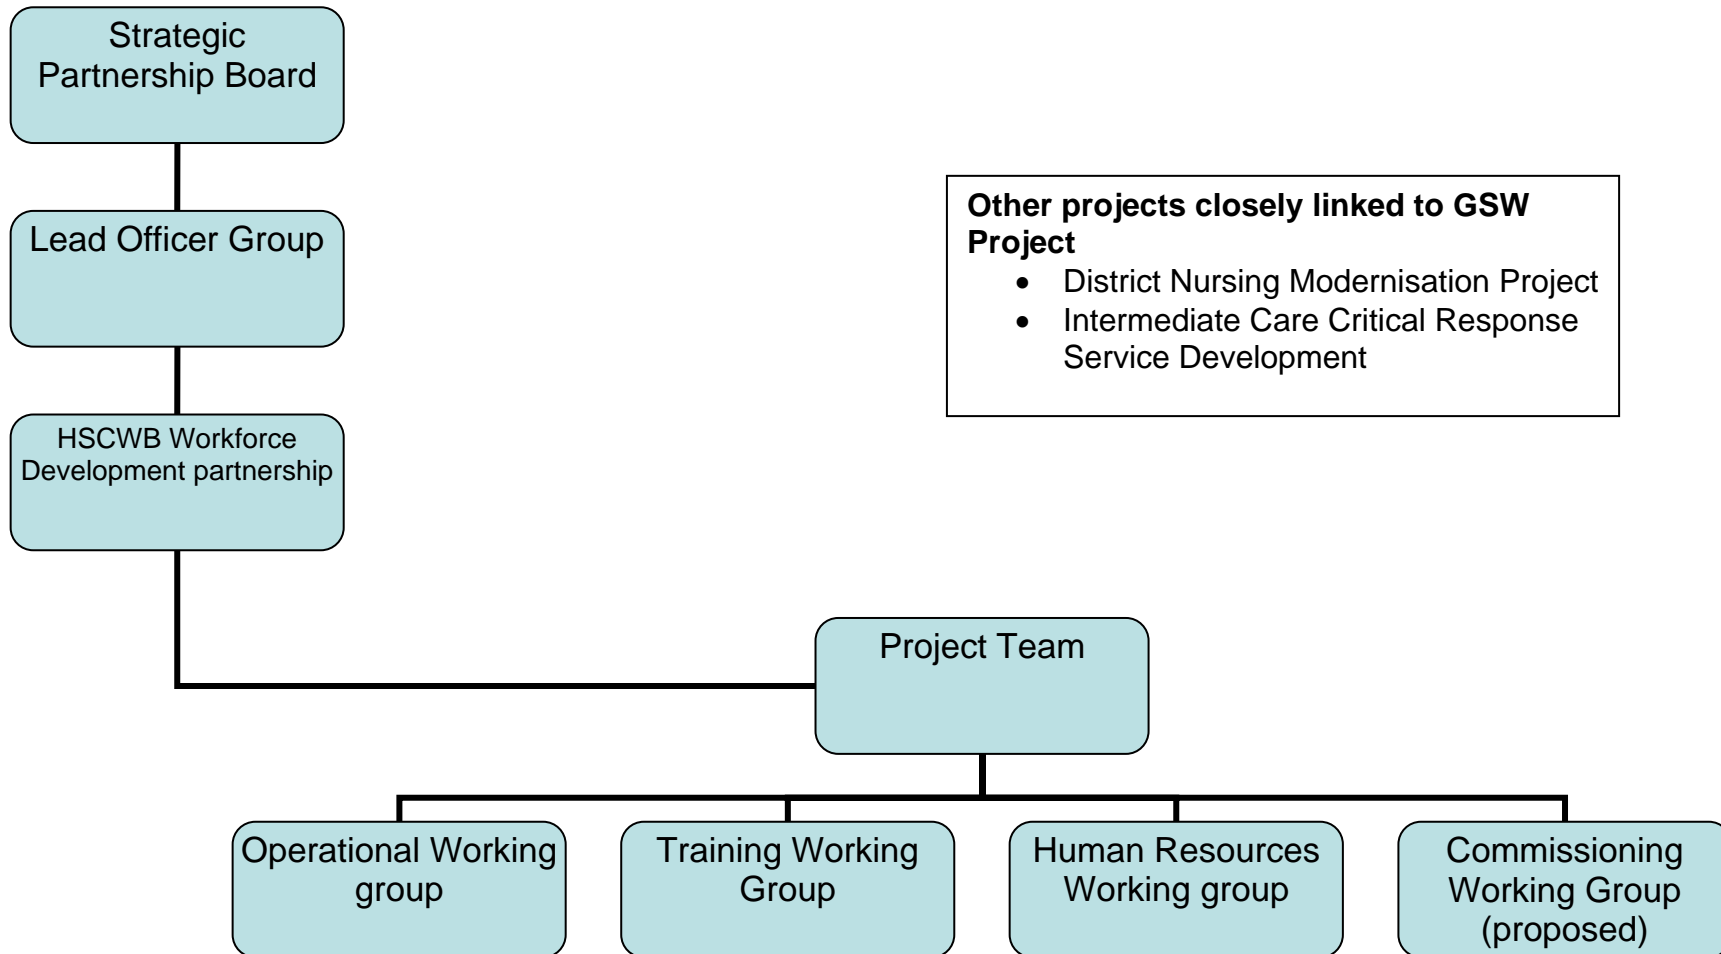 Strategic
Partnership Board
Lead Officer Group
HSCWB Workforce
Development partnership
Other projects closely linked to GSW
Project
• District Nursing Modernisation Project
• Intermediate Care Critical Response
Service Development
Project Team
Operational Working
group
Training Working
Group
Human Resources
Working group
Commissioning
Working Group
(proposed)